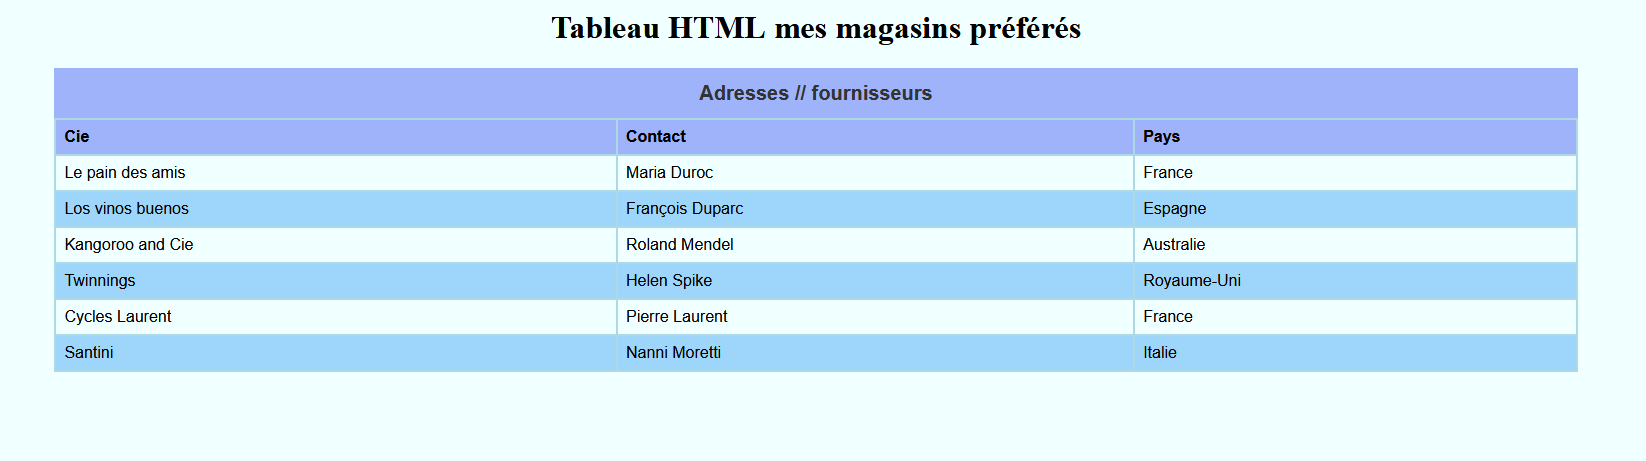 Tableau HTML mes magasins préférés
Adresses // fournisseurs
Cie Contact Pays
Le pain des amis Maria Duroc France
Los vinos buenos François Duparc Espagne
Kangoroo and Cie Roland Mendel Australie
Twinnings Helen Spike Royaume-Uni
Cycles Laurent Pierre Laurent France
Santini Nanni Moretti Italie